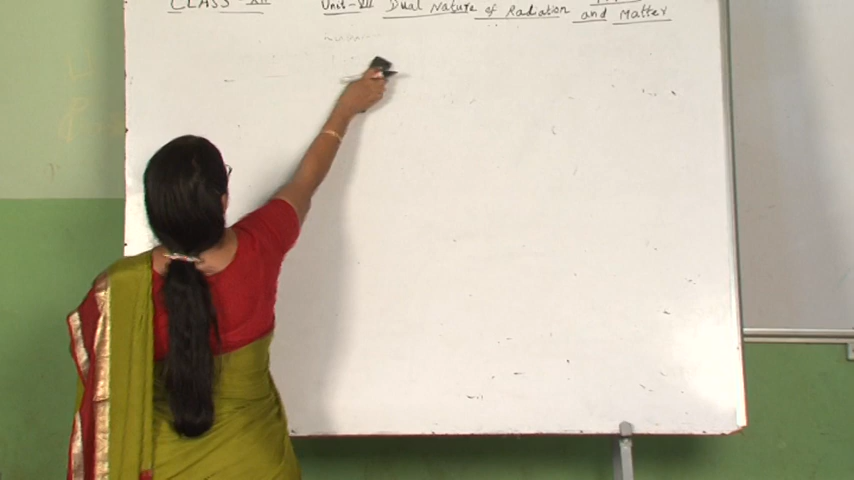 CLASS - XII Unit - VII Dual Nature of Radiation and Matter